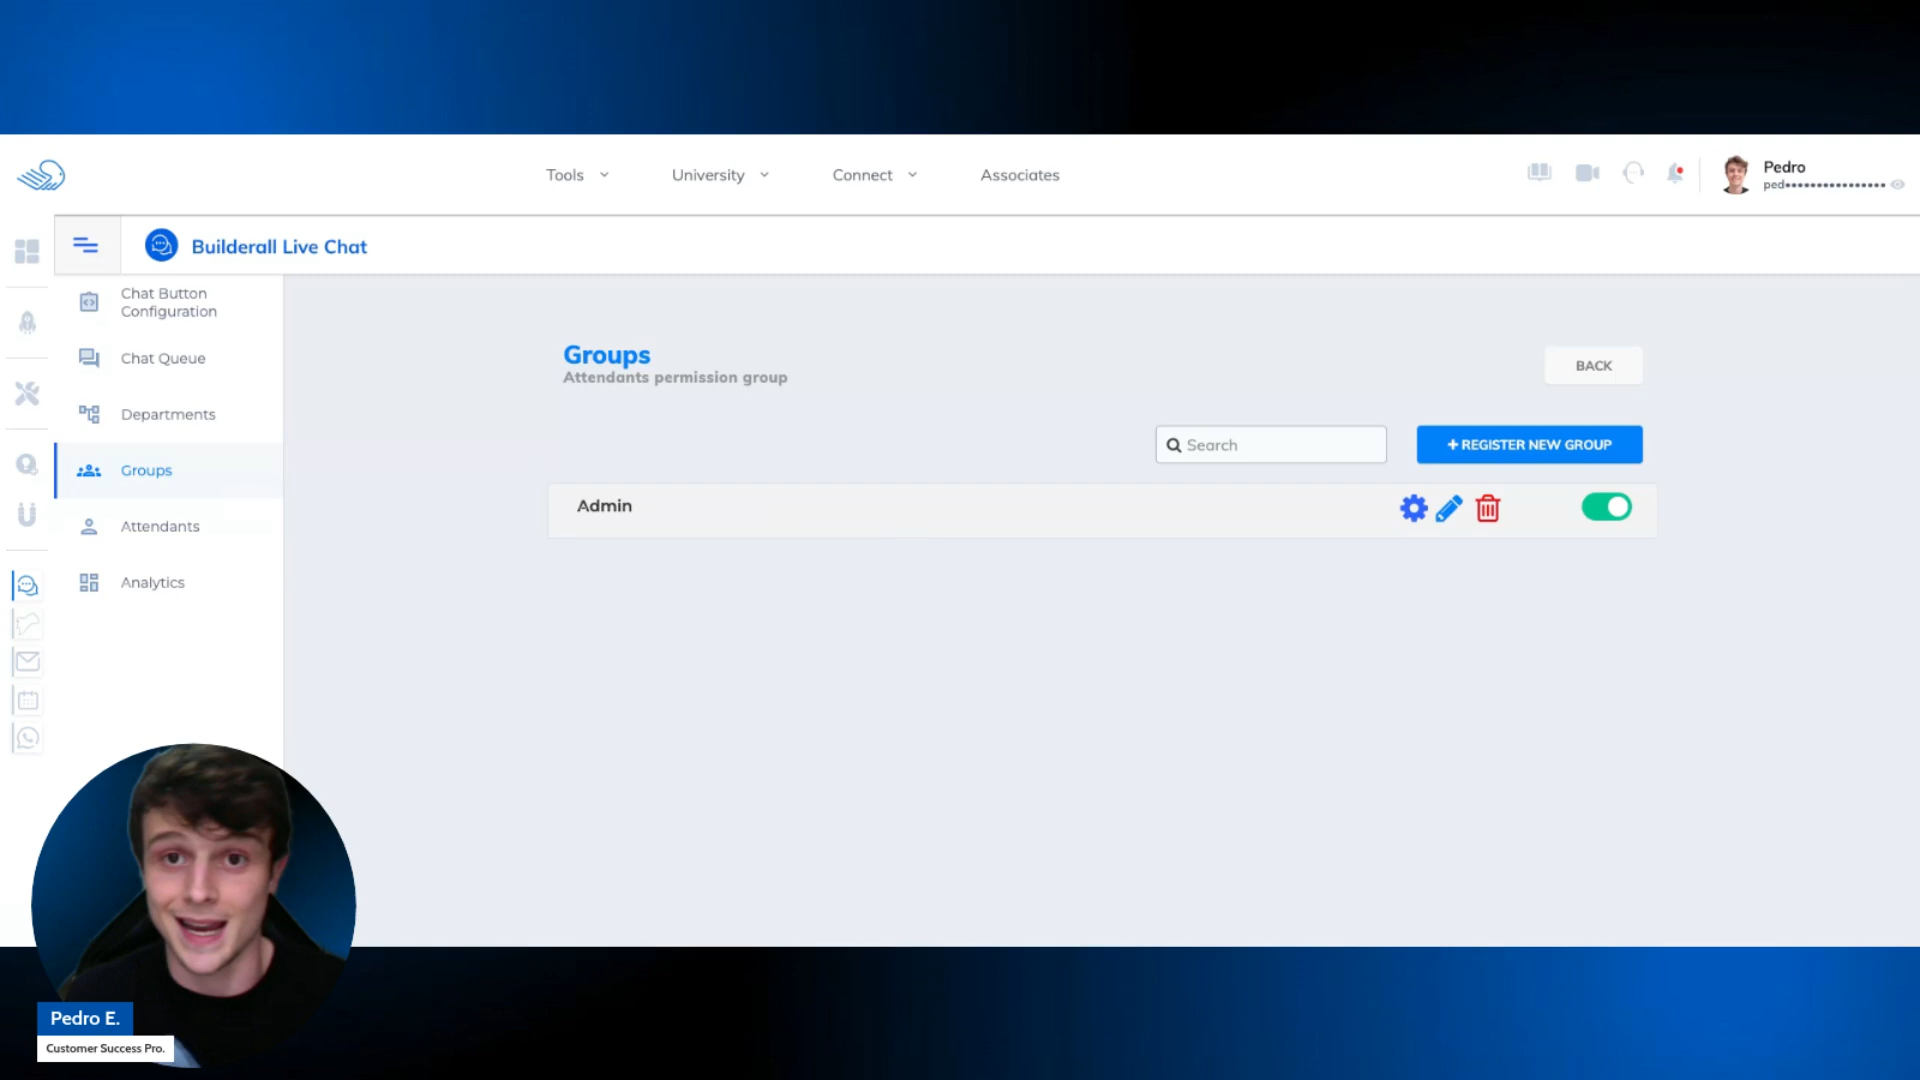 Tools
University
Connect
Associates
Pedro
ped••••••••••••••••
Builderall Live Chat
Chat Button
Configuration
Chat Queue
Departments
Groups
Attendants
Analytics
Groups
Attendants permission group
BACK
Search
+ REGISTER NEW GROUP
Admin
Pedro E.
Customer Success Pro.